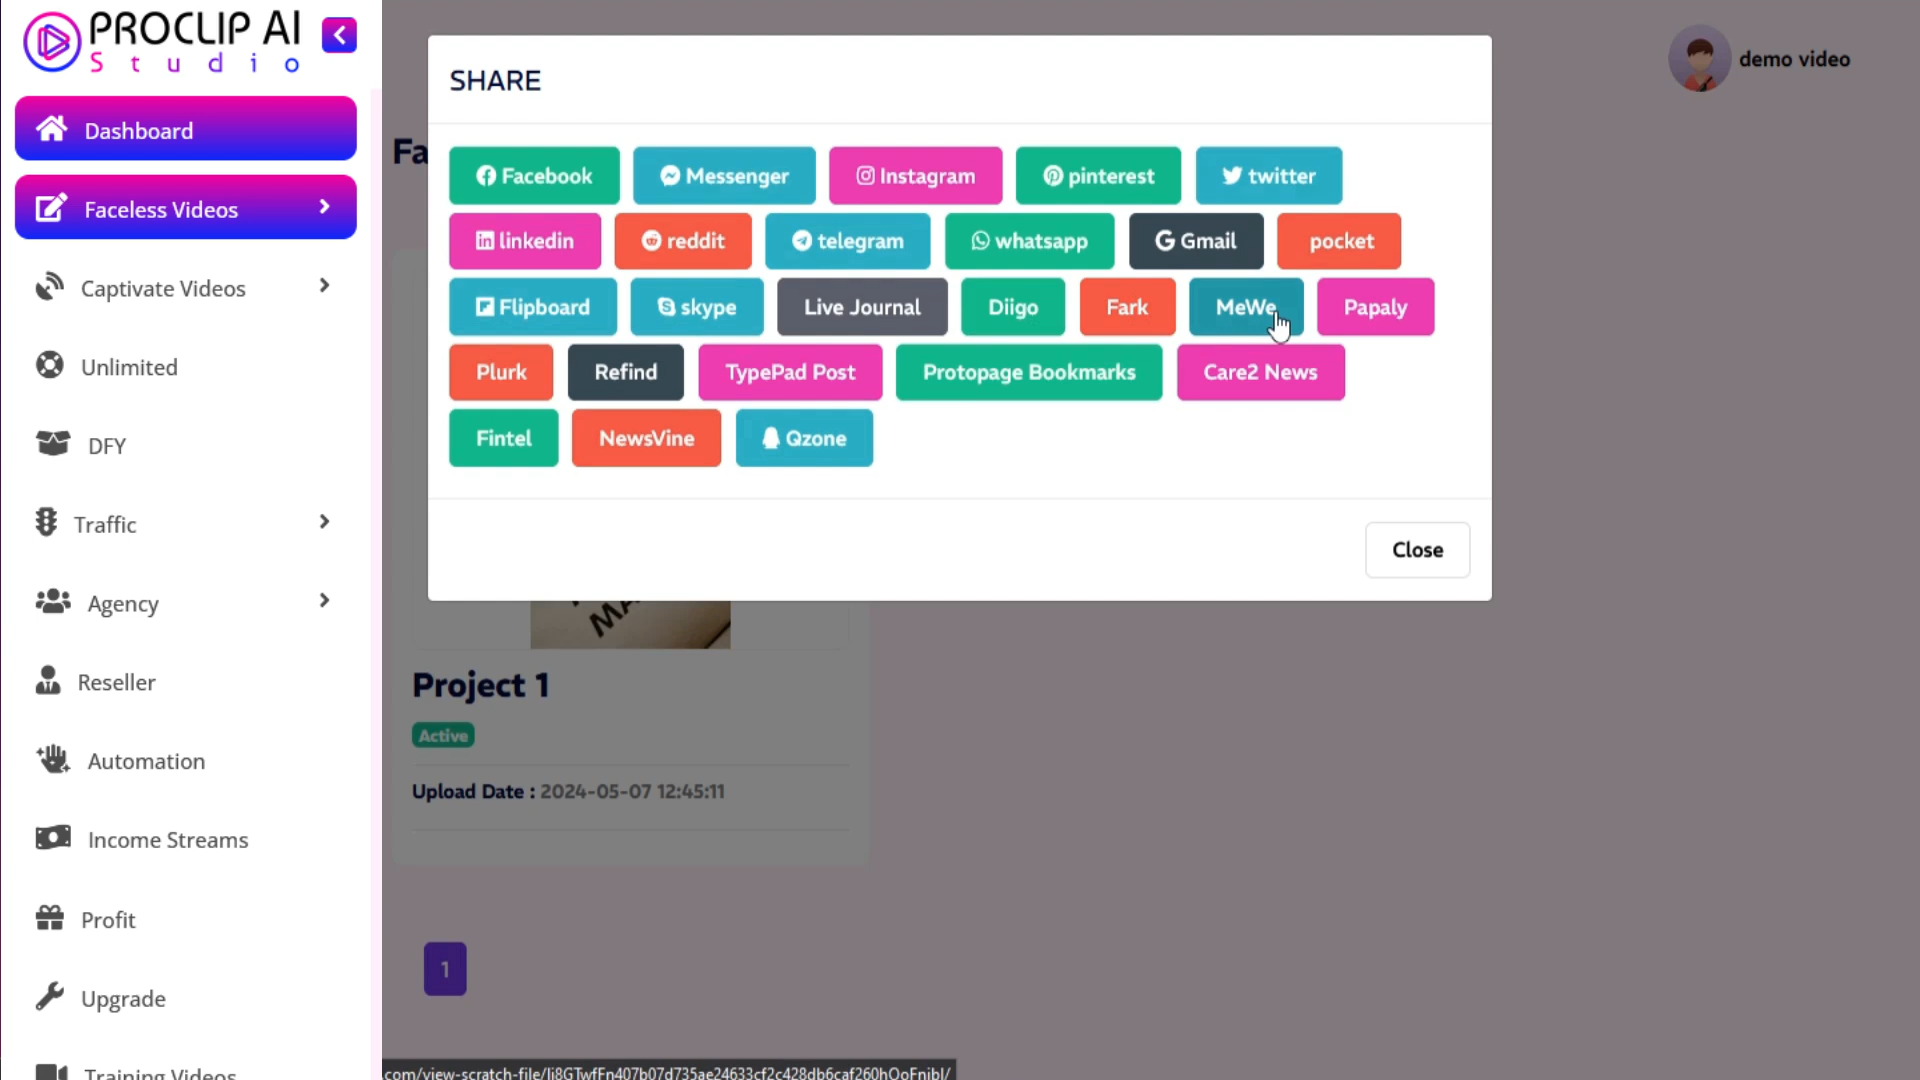 PROCLIP AI
Studio
demo video
Dashboard
Faceless Videos
Captivate Videos
Unlimited
DFY
Traffic
Agency
Reseller
Automation
Income Streams
Profit
Upgrade
Training Videos
Fa
SHARE
Facebook Messenger Instagram pinterest twitter
linkedin reddit telegram whatsapp Gmail pocket
Flipboard skype Live Journal Diigo Fark MeWe Papaly
Plurk Refind TypePad Post Protopage Bookmarks Care2 News
Fintel NewsVine Qzone
Close
Project 1
Active
Upload Date : 2024-05-07 12:45:11
1